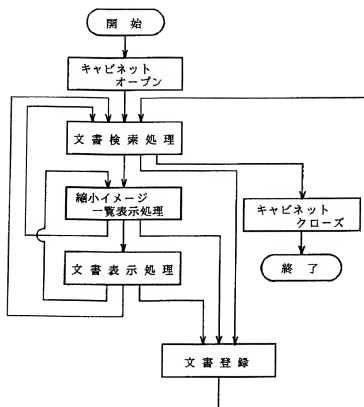 開始
キャビネット
オープン
文書検索処理
縮小イメージ
一覧表示処理
キャビネット
クローズ
文書表示処理
終了
文書登録